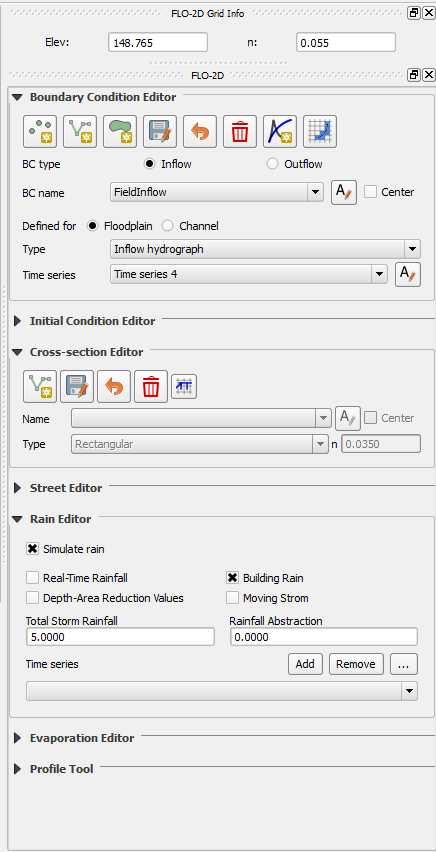 FLO-2D Grid Info
Elev: 148.765 n: 0.055
FLO-2D
Boundary Condition Editor
BC type Inflow Outflow
BC name FieldInflow Center
Defined for Floodplain Channel
Type Inflow hydrograph
Time series Time series 4
Initial Condition Editor
Cross-section Editor
Name Center
Type Rectangular n 0.0350
Street Editor
Rain Editor
Simulate rain
Real-Time Rainfall Building Rain
Depth-Area Reduction Values Moving Strom
Total Storm Rainfall Rainfall Abstraction
5.0000 0.0000
Time series Add Remove ...
Evaporation Editor
Profile Tool